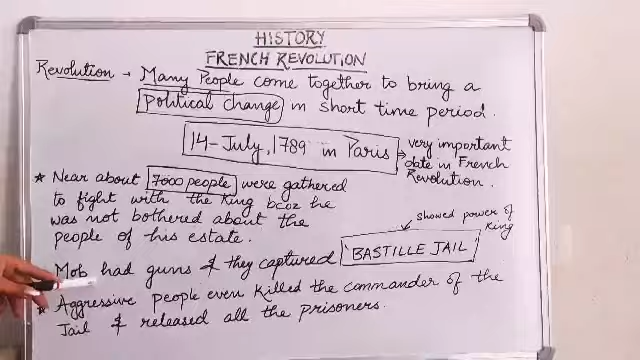 HISTORY
FRENCH REVOLUTION
Revolution → Many People come together to bring a
Political change in short time period.
14-July, 1789 in Paris
very important
date in French
Revolution.
* Near about 7000 people were gathered
to fight with the King bcoz he
was not bothered about the
people of his estate.
showed power of
King
Mob had guns & they captured 'BASTILLE JAIL'
* Aggressive people even killed the commander of the
Jail & released all the prisoners.